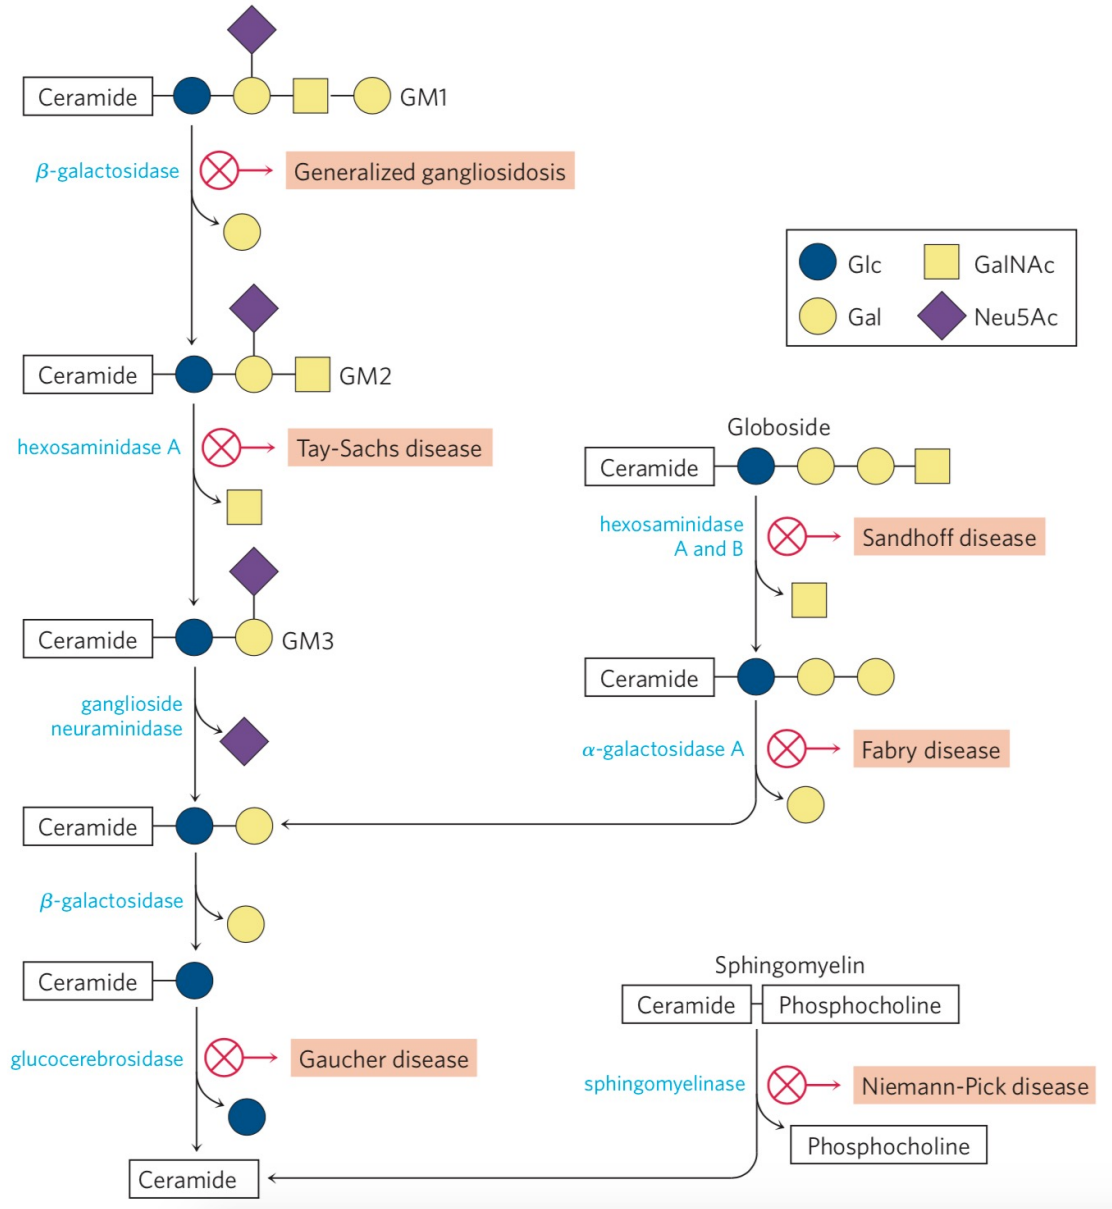 Ceramide
GM1
β-galactosidase
Generalized gangliosidosis
Glc
GalNAc
Gal
Neu5Ac
Ceramide
GM2
hexosaminidase A
Tay-Sachs disease
Globoside
Ceramide
hexosaminidase
A and B
Sandhoff disease
Ceramide
GM3
ganglioside
neuraminidase
Ceramide
α-galactosidase A
Fabry disease
Ceramide
β-galactosidase
Ceramide
glucocerebrosidase
Gaucher disease
Sphingomyelin
Ceramide
Phosphocholine
sphingomyelinase
Niemann-Pick disease
Phosphocholine
Ceramide